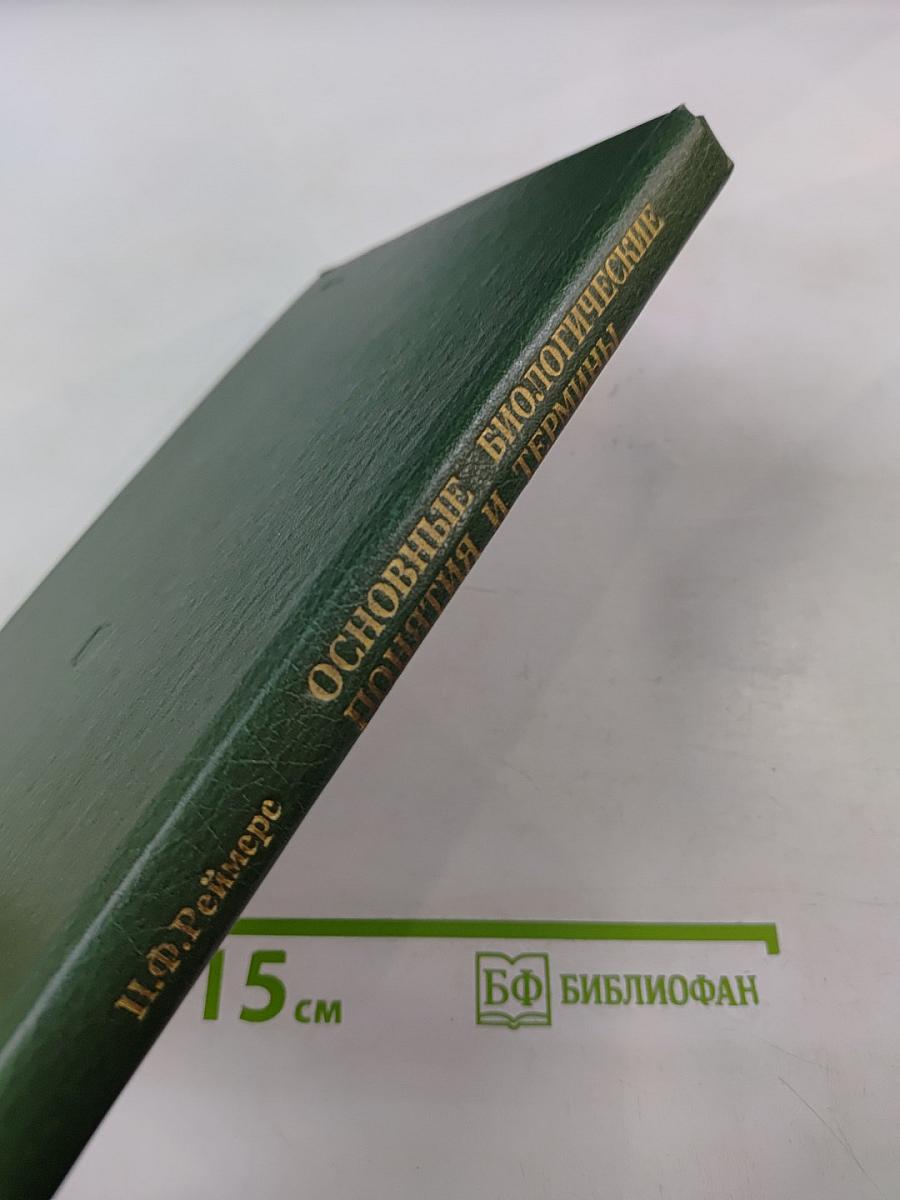 Н.Ф.Реймерс
ОСНОВНЫЕ БИОЛОГИЧЕСКИЕ
ПОНЯТИЯ И ТЕРМИНЫ
15 см
БФ БИБЛИОФАН